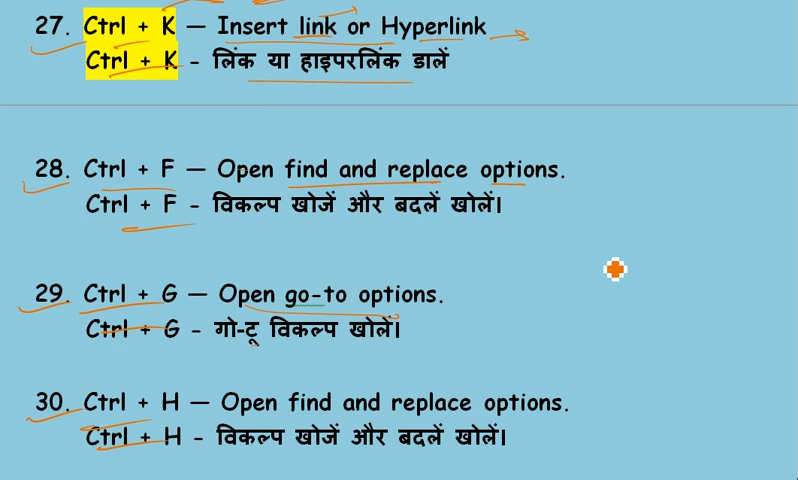 27. Ctrl + K — Insert link or Hyperlink
Ctrl + K - लिंक या हाइपरलिंक डालें
28. Ctrl + F — Open find and replace options.
Ctrl + F - विकल्प खोजें और बदलें खोलें।
29. Ctrl + G — Open go-to options.
Ctrl + G - गो-टू विकल्प खोलें।
30. Ctrl + H — Open find and replace options.
Ctrl + H - विकल्प खोजें और बदलें खोलें।